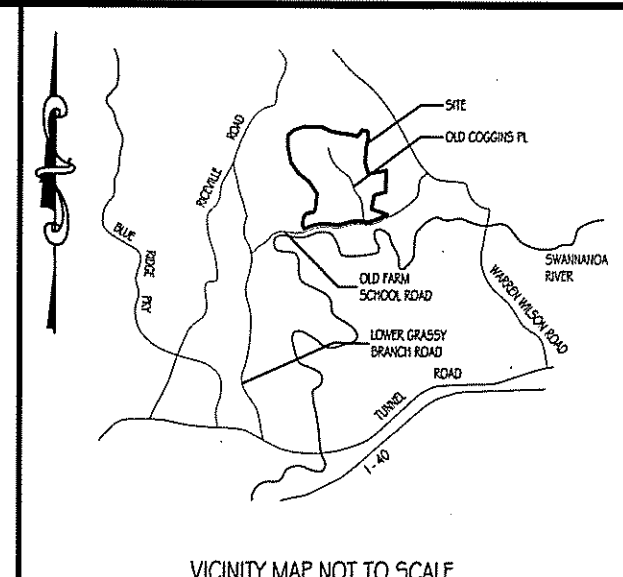 SITE
OLD COGGINS PL
RICEVILLE ROAD
BLUE RIDGE PKY
SWANNANOA
RIVER
OLD FARM
SCHOOL ROAD
WARREN WILSON ROAD
LOWER GRASSY
BRANCH ROAD
TUNNEL ROAD
I-40
VICINITY MAP NOT TO SCALE